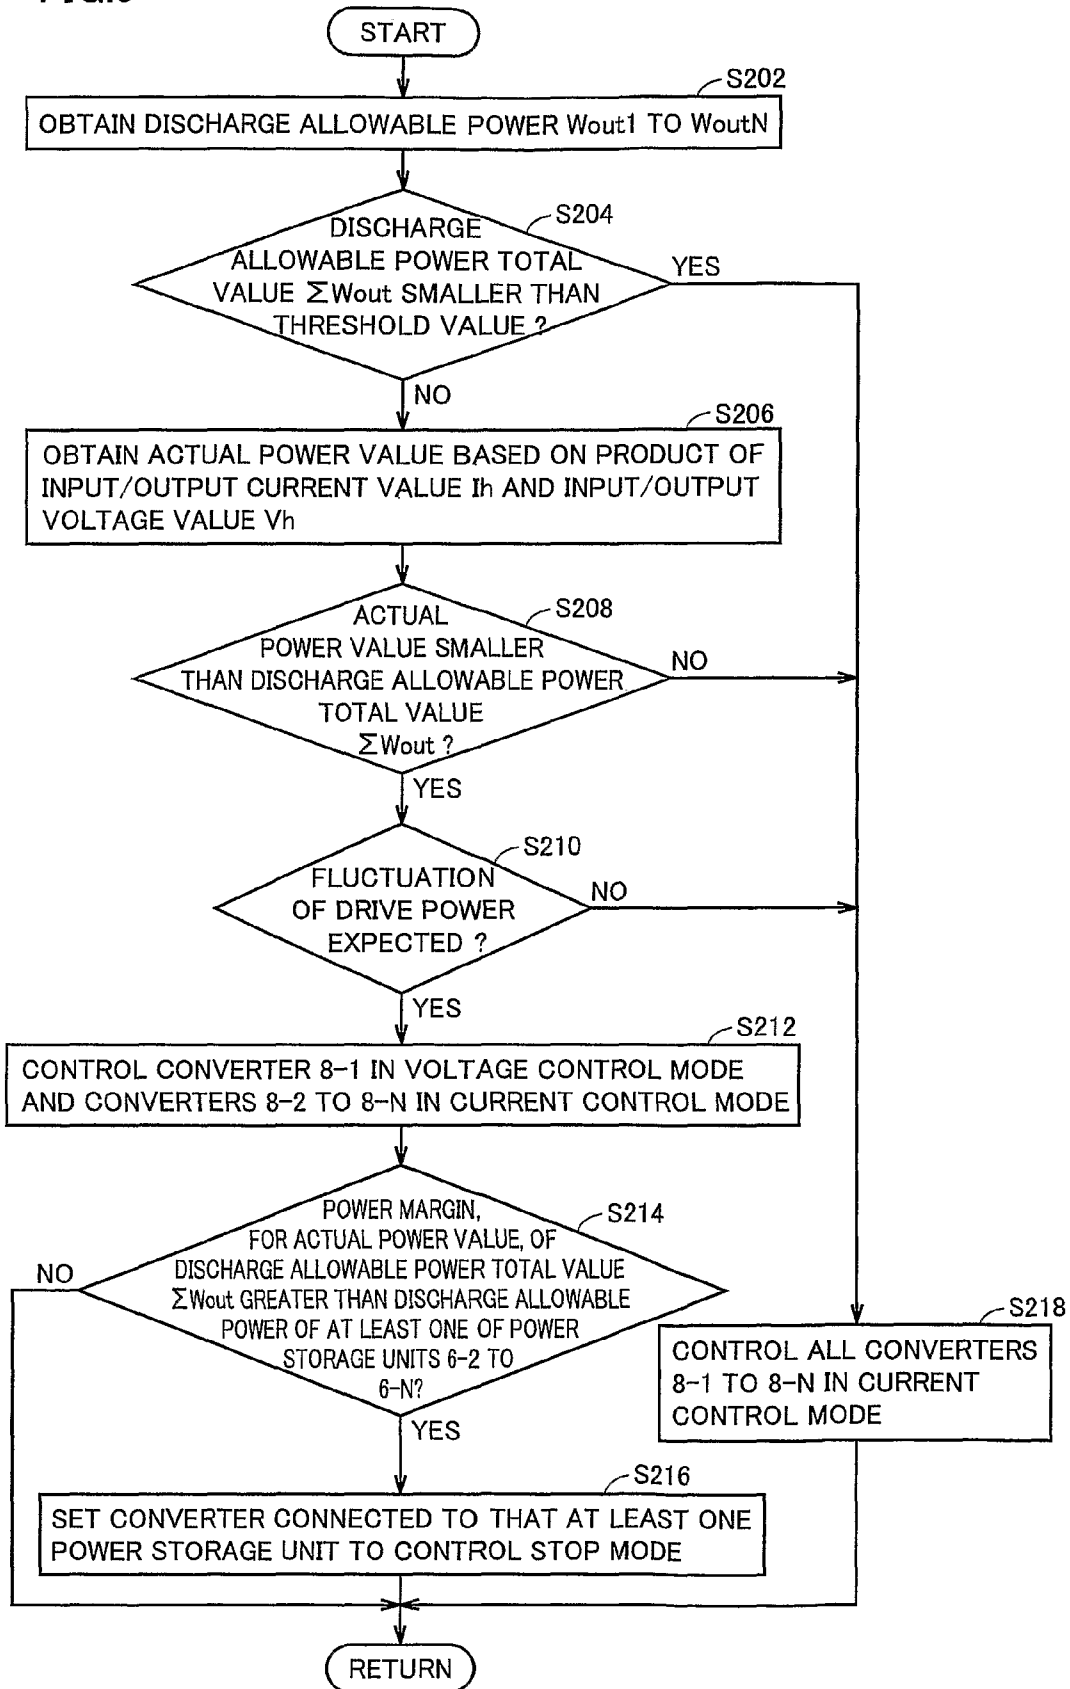 START
S202
OBTAIN DISCHARGE ALLOWABLE POWER Wout1 TO WoutN
S204
DISCHARGE
ALLOWABLE POWER TOTAL
VALUE ΣWout SMALLER THAN
THRESHOLD VALUE ?
YES
NO
S206
OBTAIN ACTUAL POWER VALUE BASED ON PRODUCT OF
INPUT/OUTPUT CURRENT VALUE Ih AND INPUT/OUTPUT
VOLTAGE VALUE Vh
S208
ACTUAL
POWER VALUE SMALLER
THAN DISCHARGE ALLOWABLE POWER
TOTAL VALUE
ΣWout ?
NO
YES
S210
FLUCTUATION
OF DRIVE POWER
EXPECTED ?
NO
YES
S212
CONTROL CONVERTER 8-1 IN VOLTAGE CONTROL MODE
AND CONVERTERS 8-2 TO 8-N IN CURRENT CONTROL MODE
S214
POWER MARGIN,
FOR ACTUAL POWER VALUE, OF
DISCHARGE ALLOWABLE POWER TOTAL VALUE
ΣWout GREATER THAN DISCHARGE ALLOWABLE
POWER OF AT LEAST ONE OF POWER
STORAGE UNITS 6-2 TO
6-N?
NO
YES
S218
CONTROL ALL CONVERTERS
8-1 TO 8-N IN CURRENT
CONTROL MODE
S216
SET CONVERTER CONNECTED TO THAT AT LEAST ONE
POWER STORAGE UNIT TO CONTROL STOP MODE
RETURN